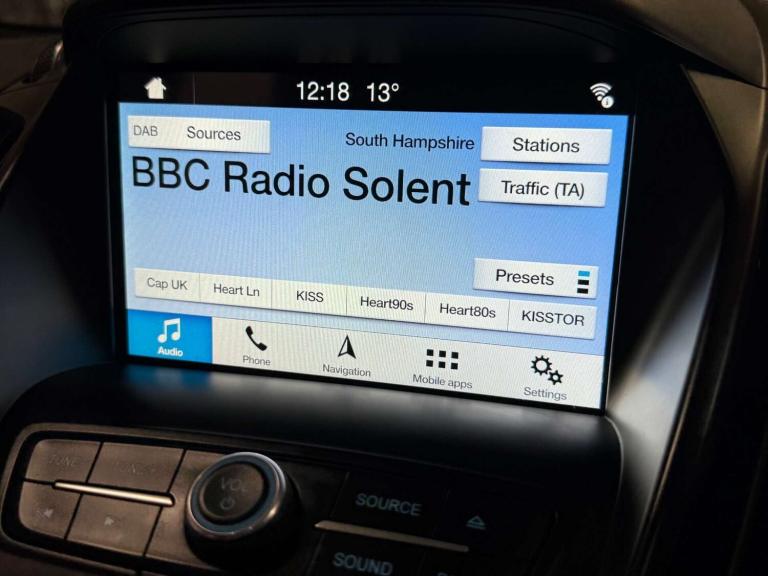 12:18 13°
DAB Sources
South Hampshire
Stations
BBC Radio Solent
Traffic (TA)
Presets
Cap UK
Heart Ln
KISS
Heart90s
Heart80s
KISSTOR
Audio
Phone
Navigation
Mobile apps
Settings
VOL
SOURCE
SOUND